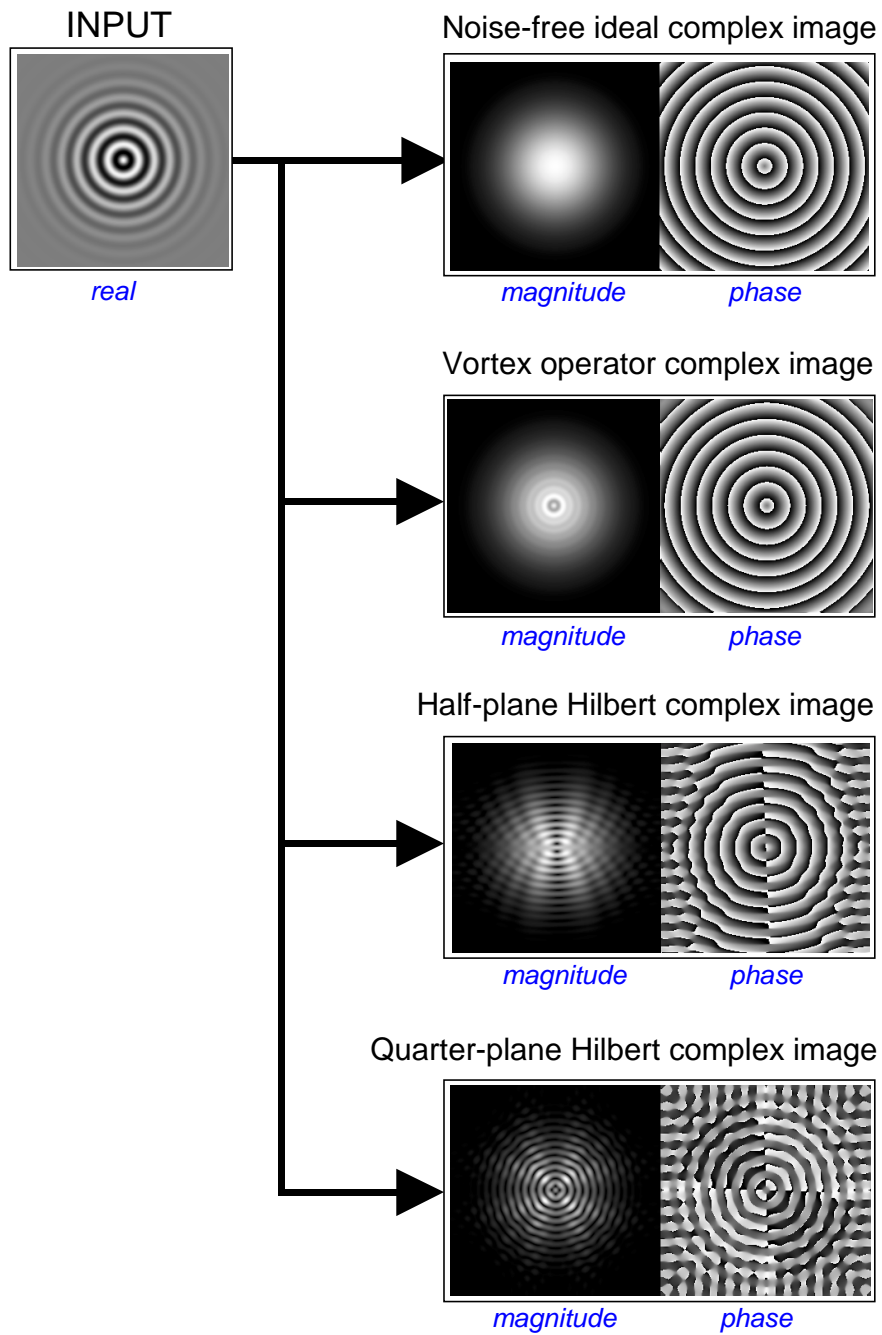 INPUT
real
Noise-free ideal complex image
magnitude phase
Vortex operator complex image
magnitude phase
Half-plane Hilbert complex image
magnitude phase
Quarter-plane Hilbert complex image
magnitude phase